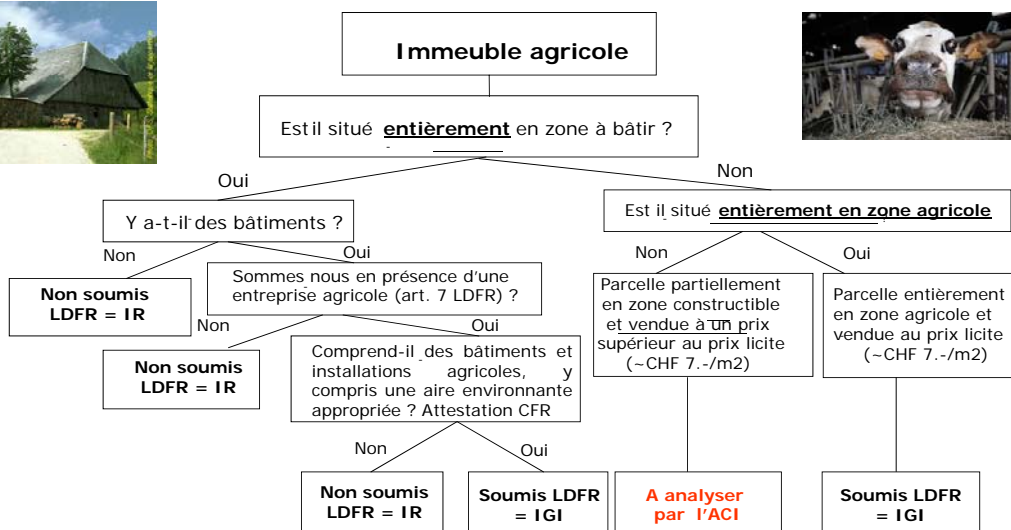 Immeuble agricole
Est il situé entièrement en zone à bâtir ?
Oui
Non
Y a-t-il des bâtiments ?
Est il situé entièrement en zone agricole
Non
Oui
Non
Oui
Non soumis
LDFR = IR
Sommes nous en présence d'une
entreprise agricole (art. 7 LDFR) ?
Parcelle partiellement
en zone constructible
et vendue à un prix
supérieur au prix licite
(~CHF 7.-/m2)
Parcelle entièrement
en zone agricole et
vendue au prix licite
(~CHF 7.-/m2)
Non
Oui
Non soumis
LDFR = IR
Comprend-il des bâtiments et
installations agricoles, y
compris une aire environnante
appropriée ? Attestation CFR
Non
Oui
Non soumis
LDFR = IR
Soumis LDFR
= IGI
A analyser
par l'ACI
Soumis LDFR
= IGI